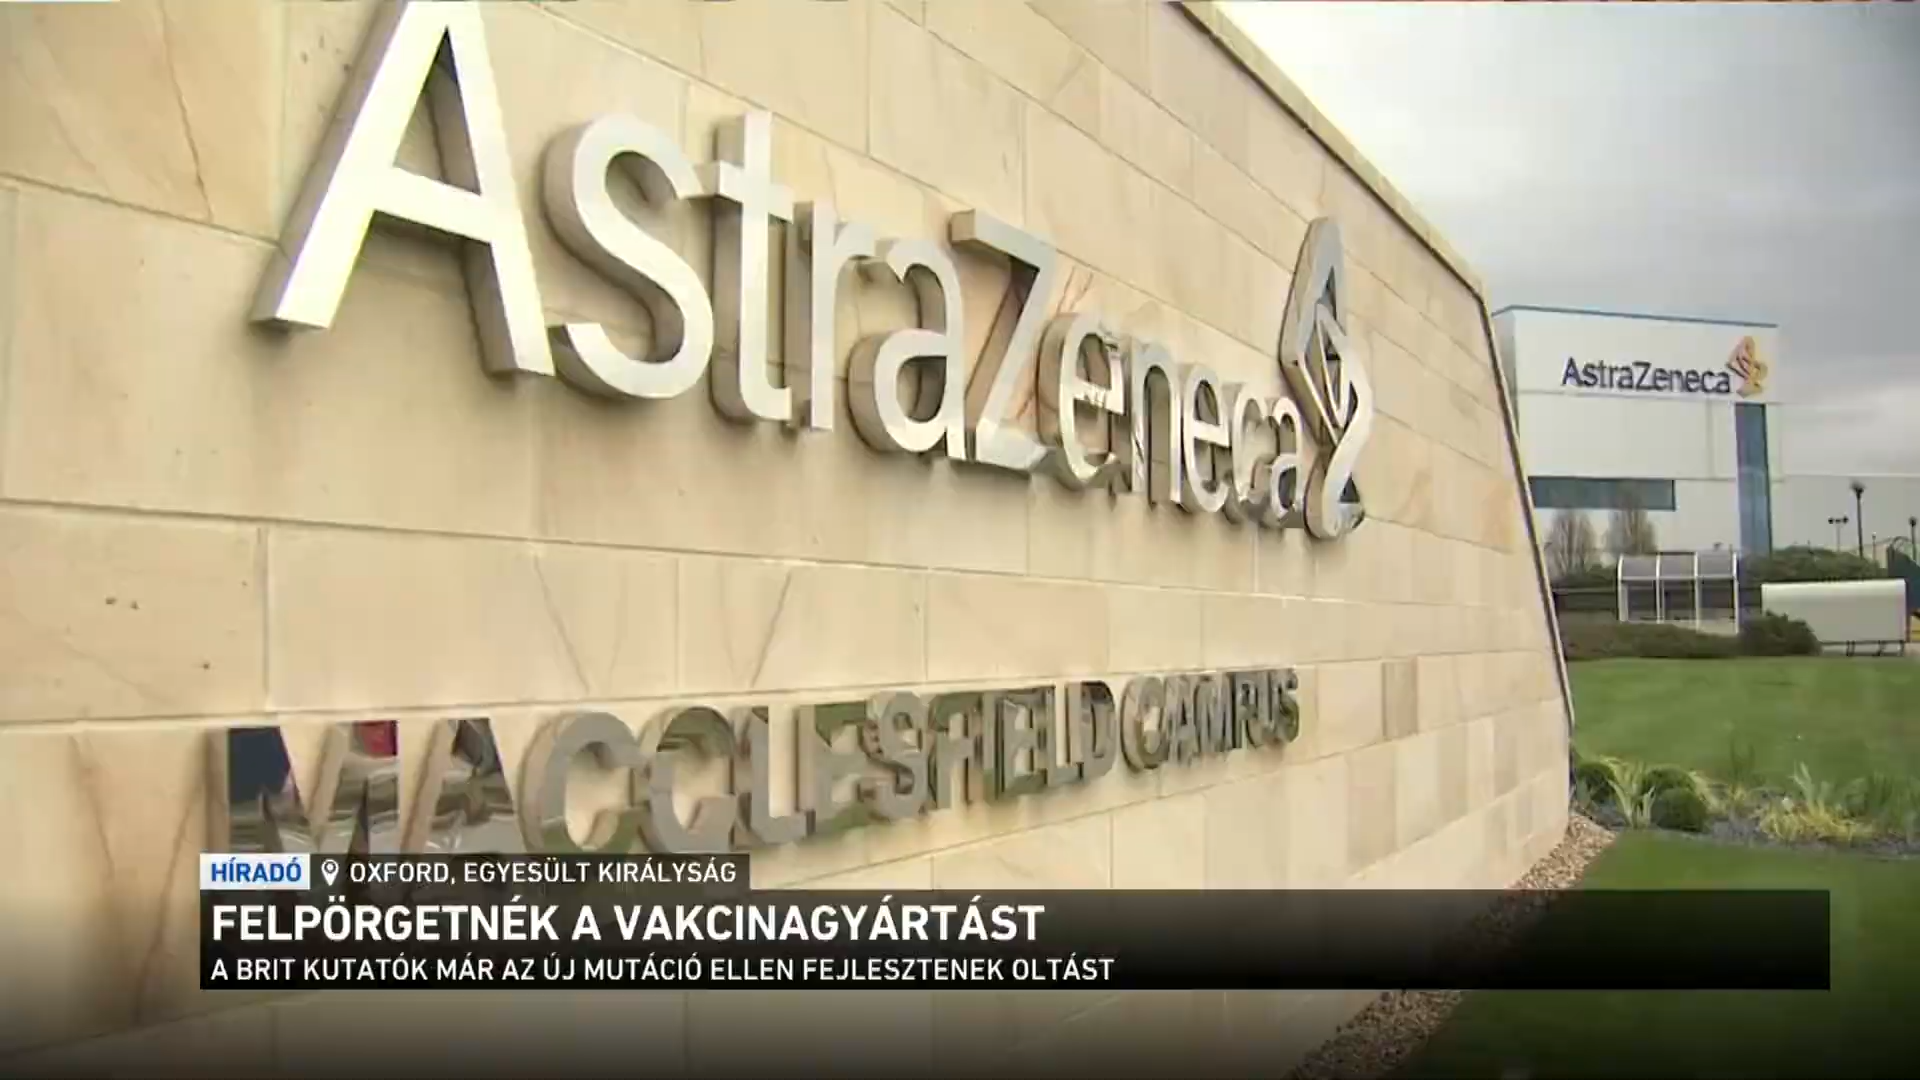 AstraZeneca
AstraZeneca
MACCLESFIELD CAMPUS
HÍRADÓ OXFORD, EGYESÜLT KIRÁLYSÁG
FELPÖRGETNÉK A VAKCINAGYÁRTÁST
A BRIT KUTATÓK MÁR AZ ÚJ MUTÁCIÓ ELLEN FEJLESZTENEK OLTÁST